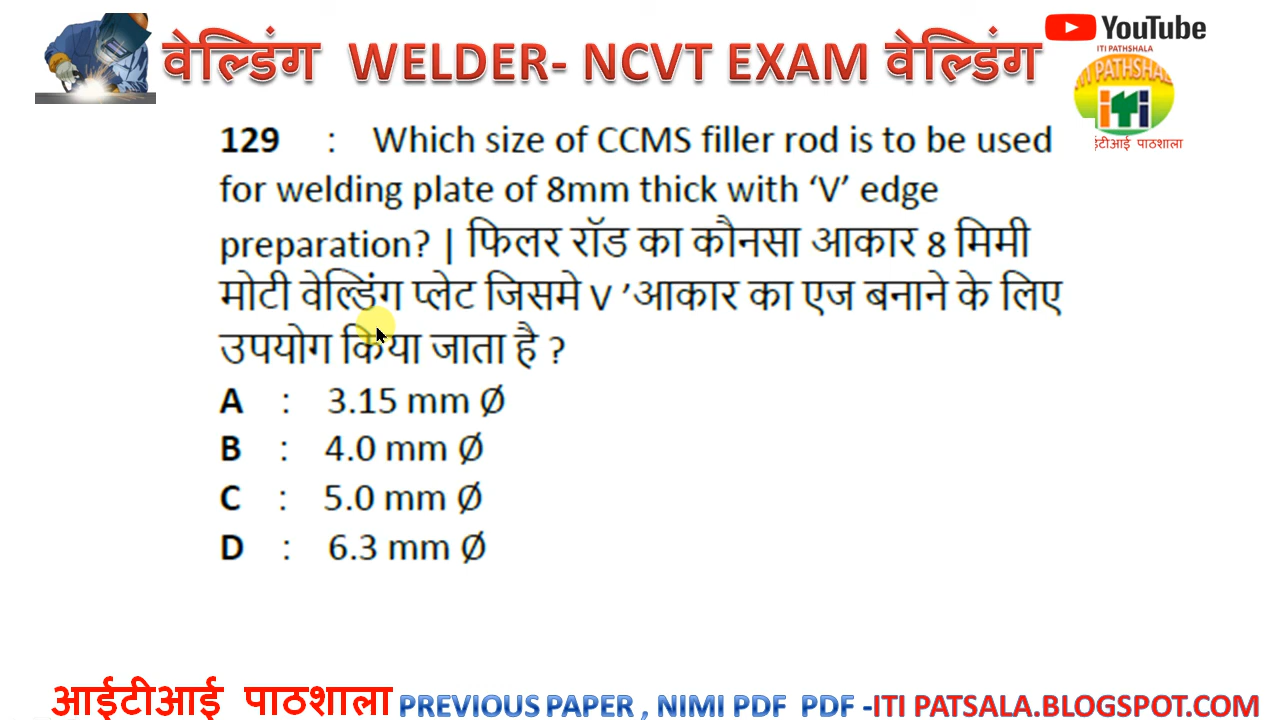 वेल्डिंग WELDER- NCVT EXAM वेल्डिंग
YouTube
ITI PATHSHALA
ITI PATHSHAL
iTi
ईटीआई पाठशाला
129 : Which size of CCMS filler rod is to be used
for welding plate of 8mm thick with ‘V’ edge
preparation? | फिलर रॉड का कौनसा आकार 8 मिमी
मोटी वेल्डिंग प्लेट जिसमे V ’आकार का एज बनाने के लिए
उपयोग किया जाता है ?
A : 3.15 mm Ø
B : 4.0 mm Ø
C : 5.0 mm Ø
D : 6.3 mm Ø
आईटीआई पाठशाला PREVIOUS PAPER , NIMI PDF PDF -ITI PATSALA.BLOGSPOT.COM